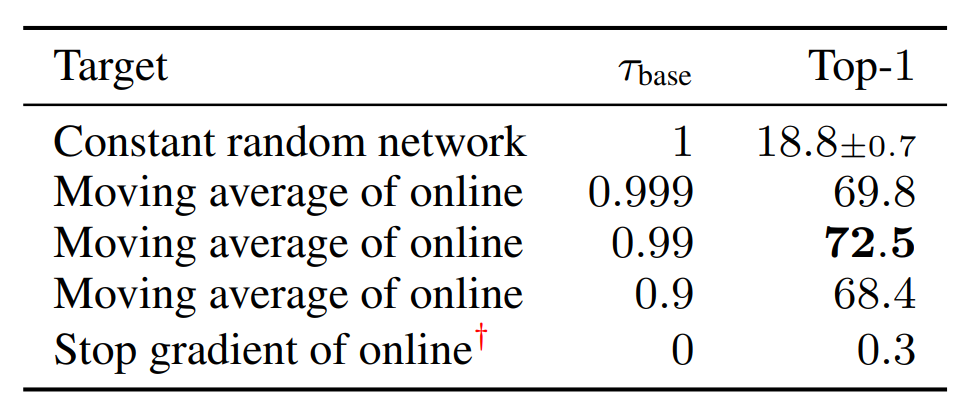 Target τbase Top-1
Constant random network 1 18.8±0.7
Moving average of online 0.999 69.8
Moving average of online 0.99 72.5
Moving average of online 0.9 68.4
Stop gradient of online† 0 0.3